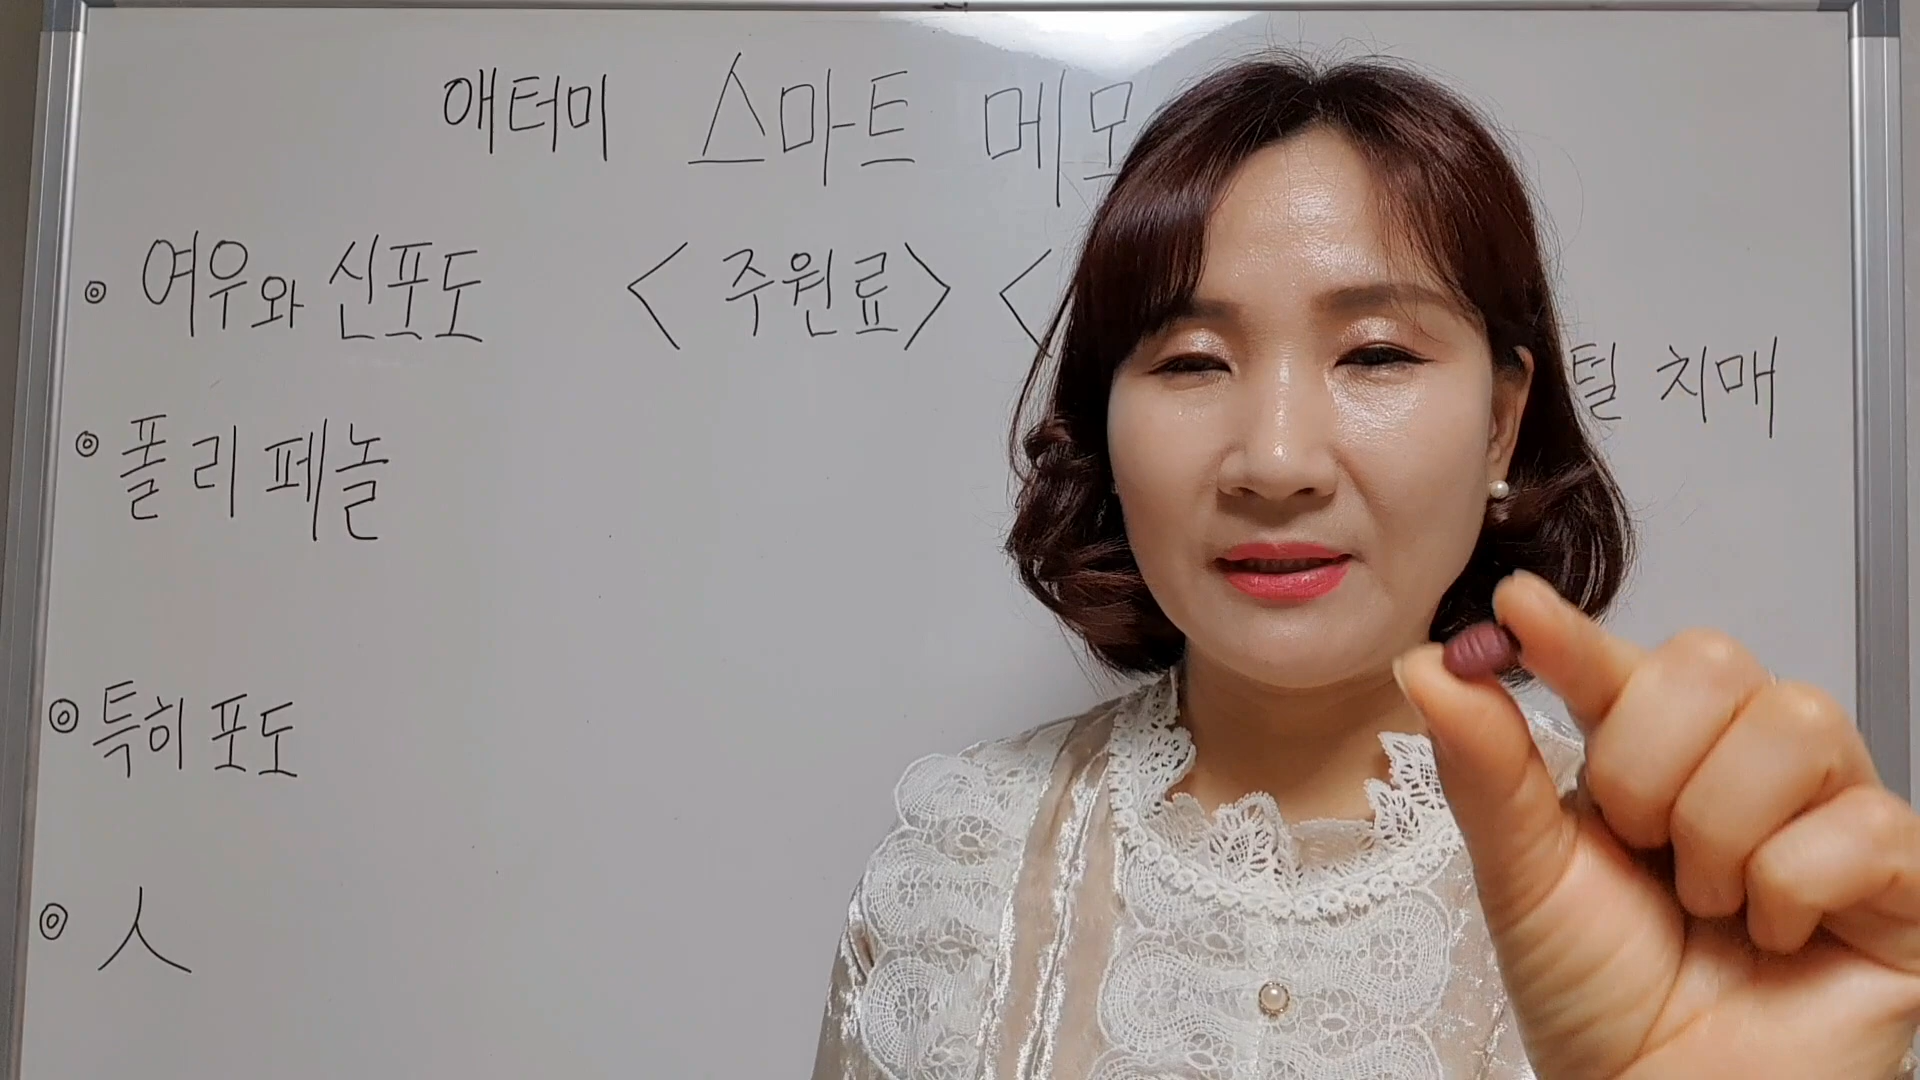 애터미 스마트 메모
여우와 신포도 <주원료> <
털 치매
폴리페놀
특히 포도
人